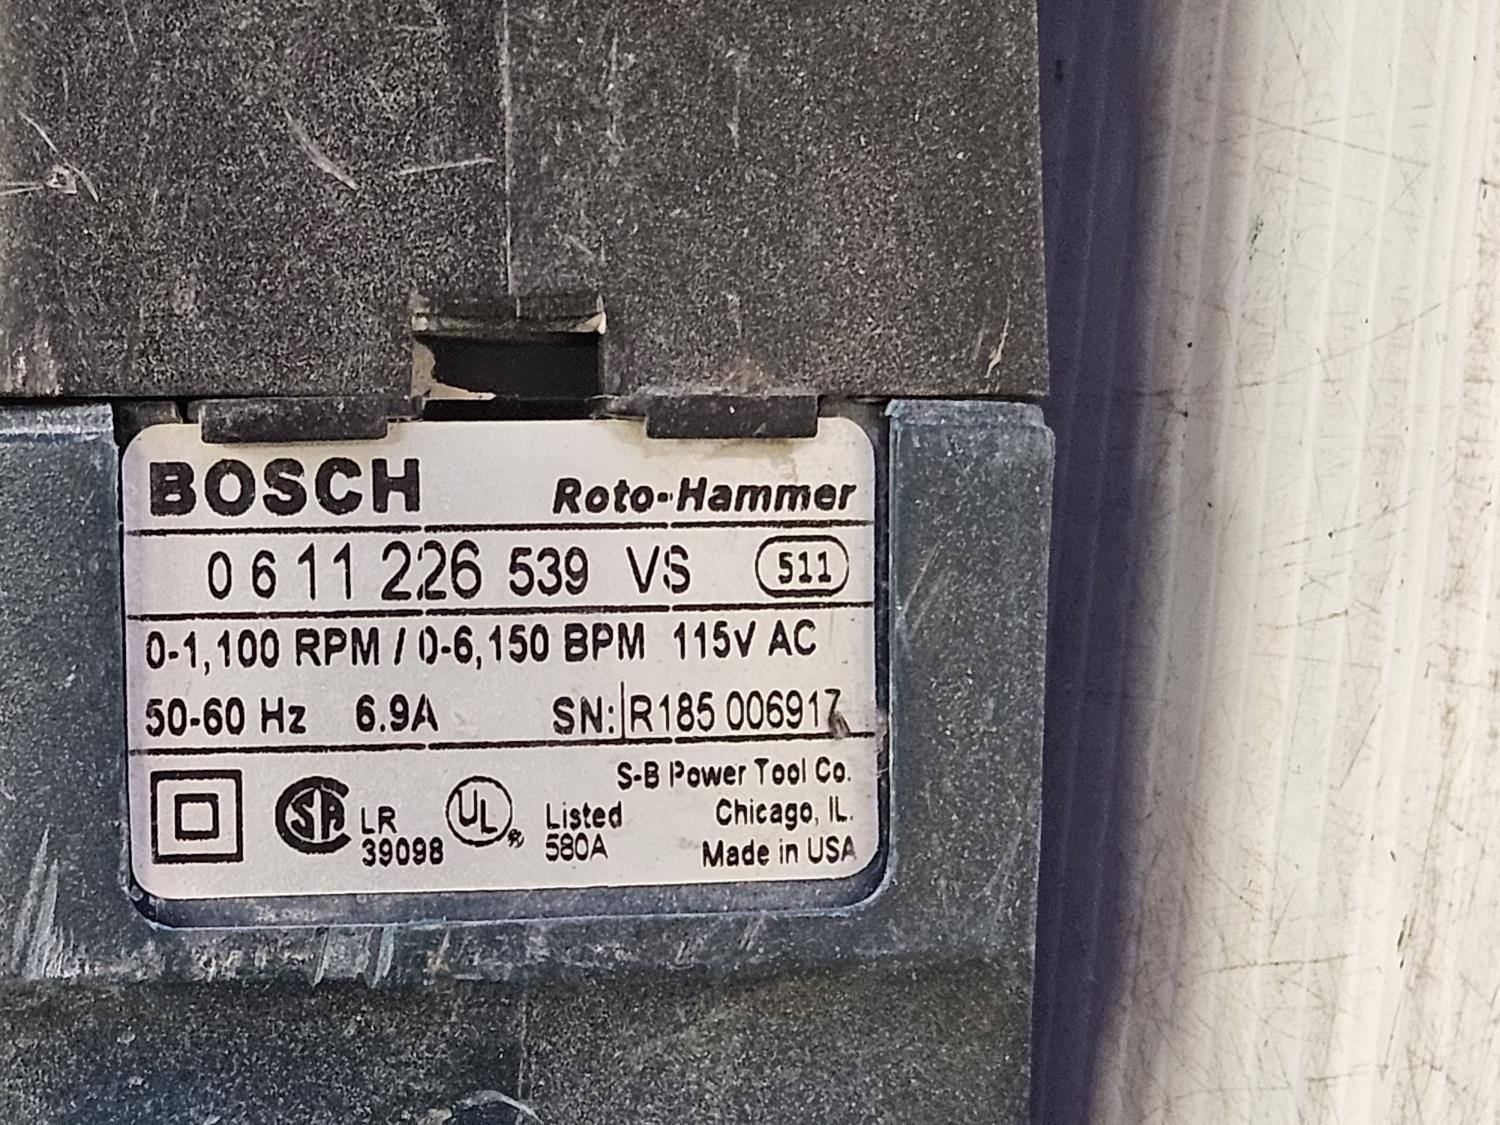 BOSCH Roto-Hammer
0 611 226 539 VS 511
0-1,100 RPM / 0-6,150 BPM 115V AC
50-60 Hz 6.9A SN: R185 006917
S-B Power Tool Co.
SA LR 39098 UL ® Listed 580A
Chicago, IL.
Made in USA